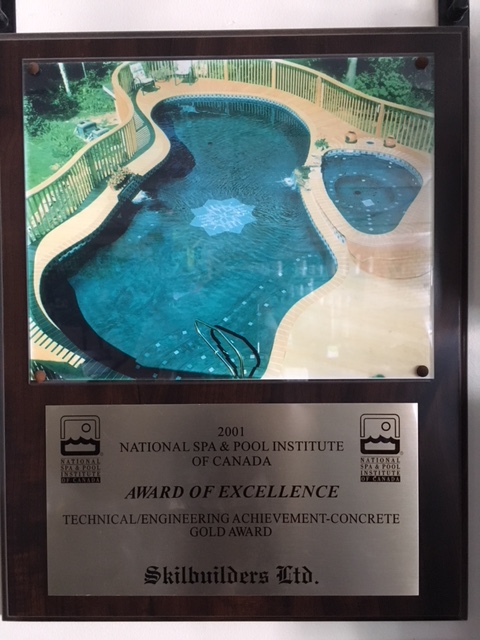 2001
NATIONAL SPA & POOL INSTITUTE
OF CANADA
NATIONAL
SPA & POOL
INSTITUTE
OF CANADA
NATIONAL
SPA & POOL
INSTITUTE
OF CANADA
AWARD OF EXCELLENCE
TECHNICAL/ENGINEERING ACHIEVEMENT-CONCRETE
GOLD AWARD
Skilbuilders Ltd.